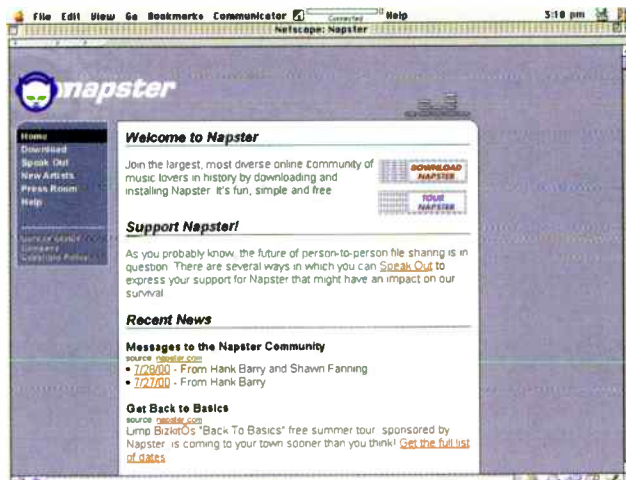 File Edit View Go Bookmarks Communicator Help 5:18 pm
Connected
Netscape: Napster
napster
Home
Download
Speak Out
New Artists
Press Room
Help
Company
Copyright Policy
Welcome to Napster
Join the largest, most diverse online community of
music lovers in history by downloading and
installing Napster It's fun, simple and free
DOWNLOAD
NAPSTER
TOUR
NAPSTER
Support Napster!
As you probably know, the future of person-to-person file sharing is in
question There are several ways in which you can Speak Out to
express your support for Napster that might have an impact on our
survival
Recent News
Messages to the Napster Community
source napster.com
• 7/28/00 - From Hank Barry and Shawn Fanning
• 7/27/00 - From Hank Barry
Get Back to Basics
source napster.com
Limp BizkitÕs "Back To Basics" free summer tour sponsored by
Napster is coming to your town sooner than you think! Get the full list
of dates